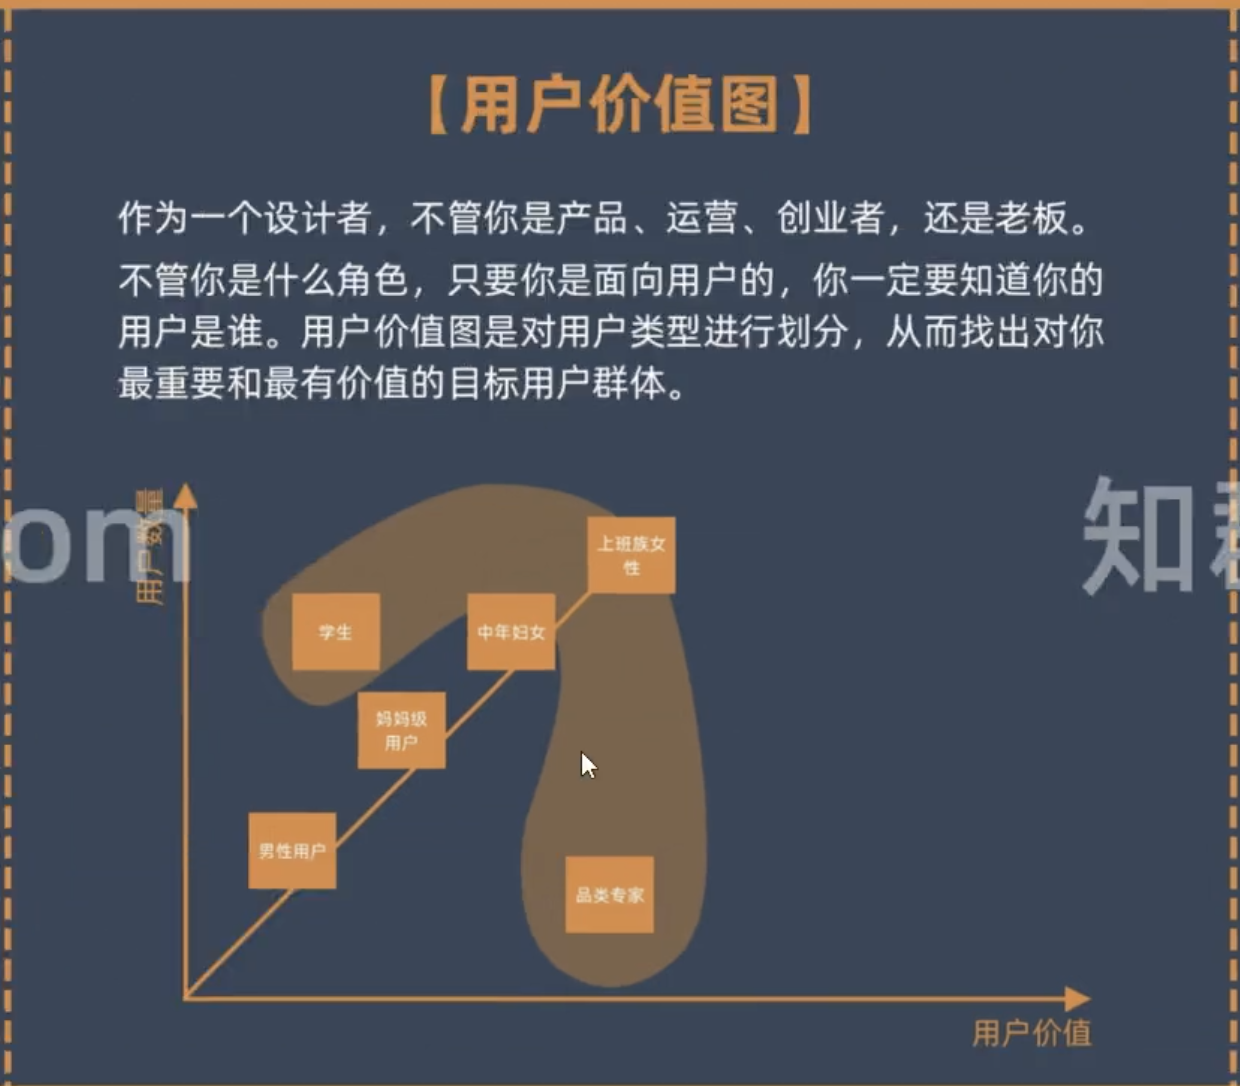 【用户价值图】
作为一个设计者，不管你是产品、运营、创业者，还是老板。
不管你是什么角色，只要你是面向用户的，你一定要知道你的
用户是谁。用户价值图是对用户类型进行划分，从而找出对你
最重要和最有价值的目标用户群体。
用户数量
om
知
上班族女
性
学生
中年妇女
妈妈级
用户
男性用户
品类专家
用户价值